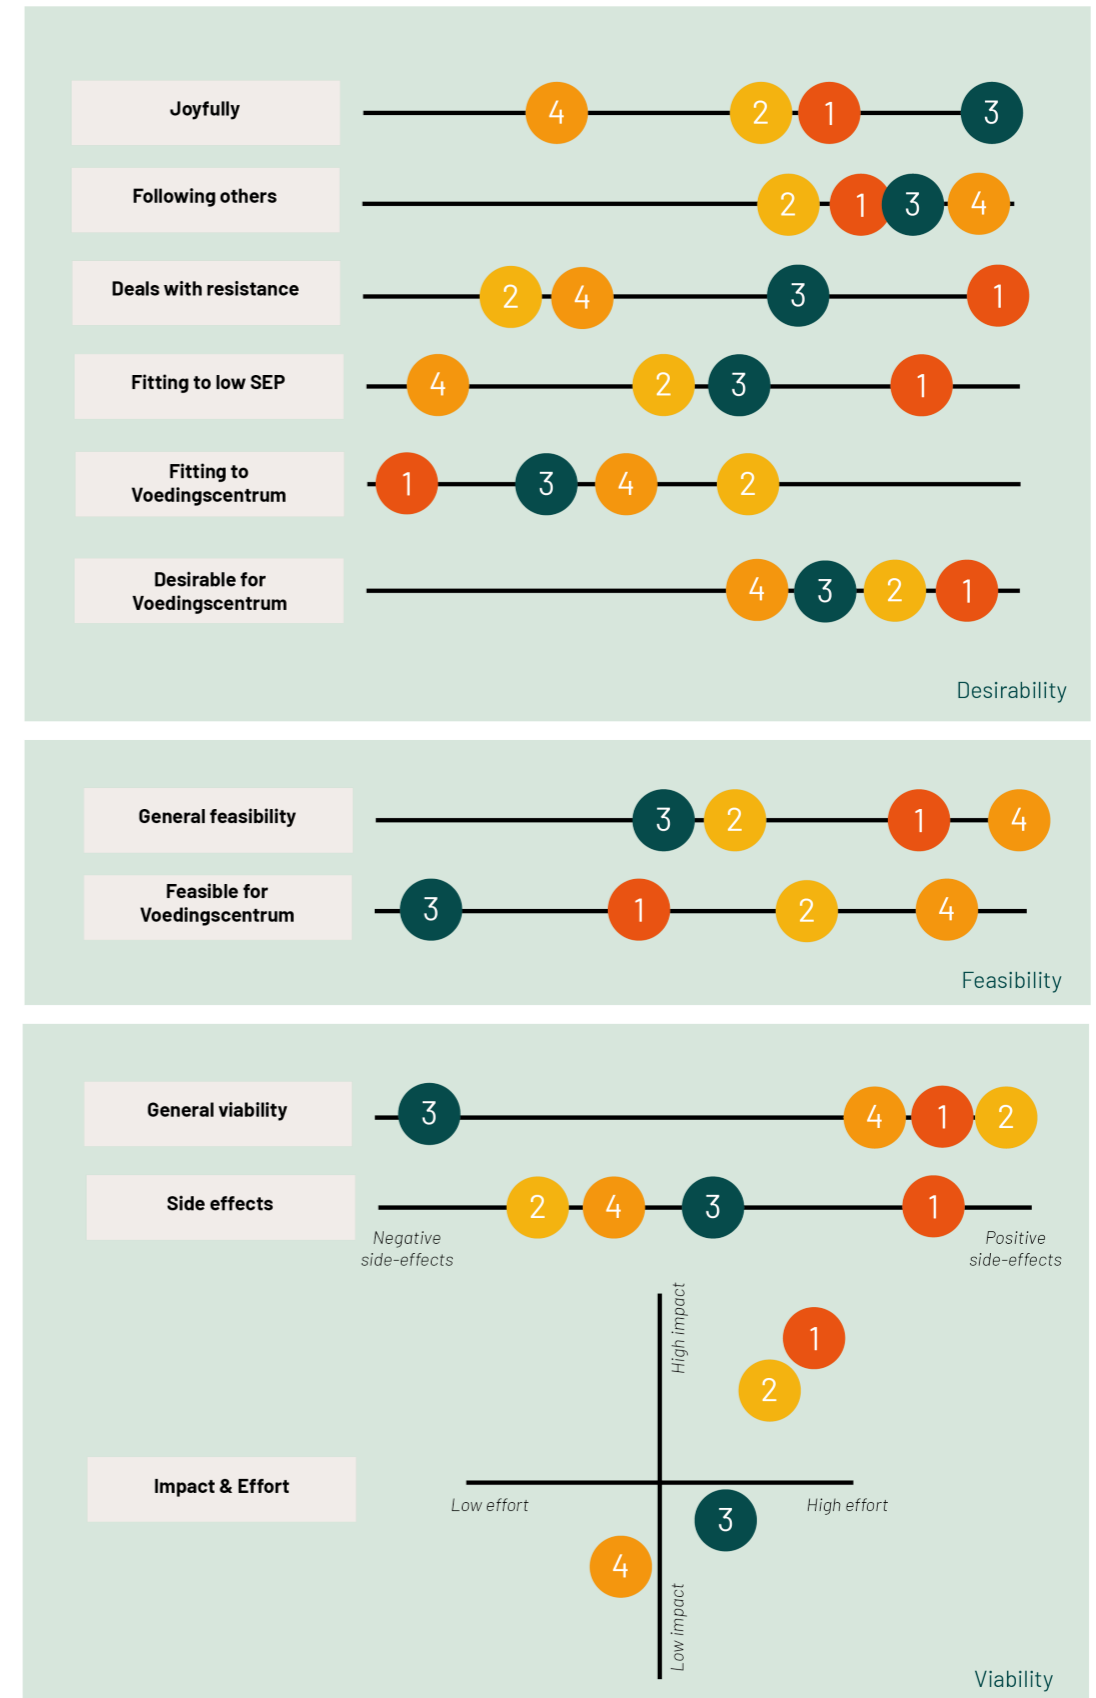 Joyfully
4 2 1 3
Following others
2 1 3 4
Deals with resistance
2 4 3 1
Fitting to low SEP
4 2 3 1
Fitting to
Voedingscentrum
1 3 4 2
Desirable for
Voedingscentrum
4 3 2 1
Desirability
General feasibility
3 2 1 4
Feasible for
Voedingscentrum
3 1 2 4
Feasibility
General viability
3 4 1 2
Side effects
2 4 3 1
Negative
side-effects
Positive
side-effects
High impact
1
2
Impact & Effort
Low effort
High effort
3
4
Low impact
Viability